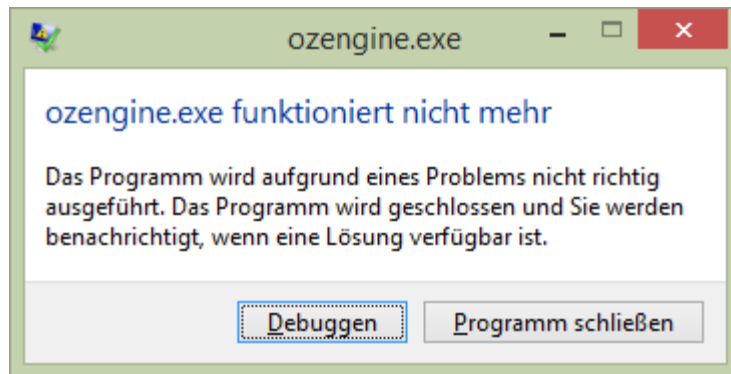 ozengine.exe
ozengine.exe funktioniert nicht mehr
Das Programm wird aufgrund eines Problems nicht richtig
ausgeführt. Das Programm wird geschlossen und Sie werden
benachrichtigt, wenn eine Lösung verfügbar ist.
Debuggen
Programm schließen